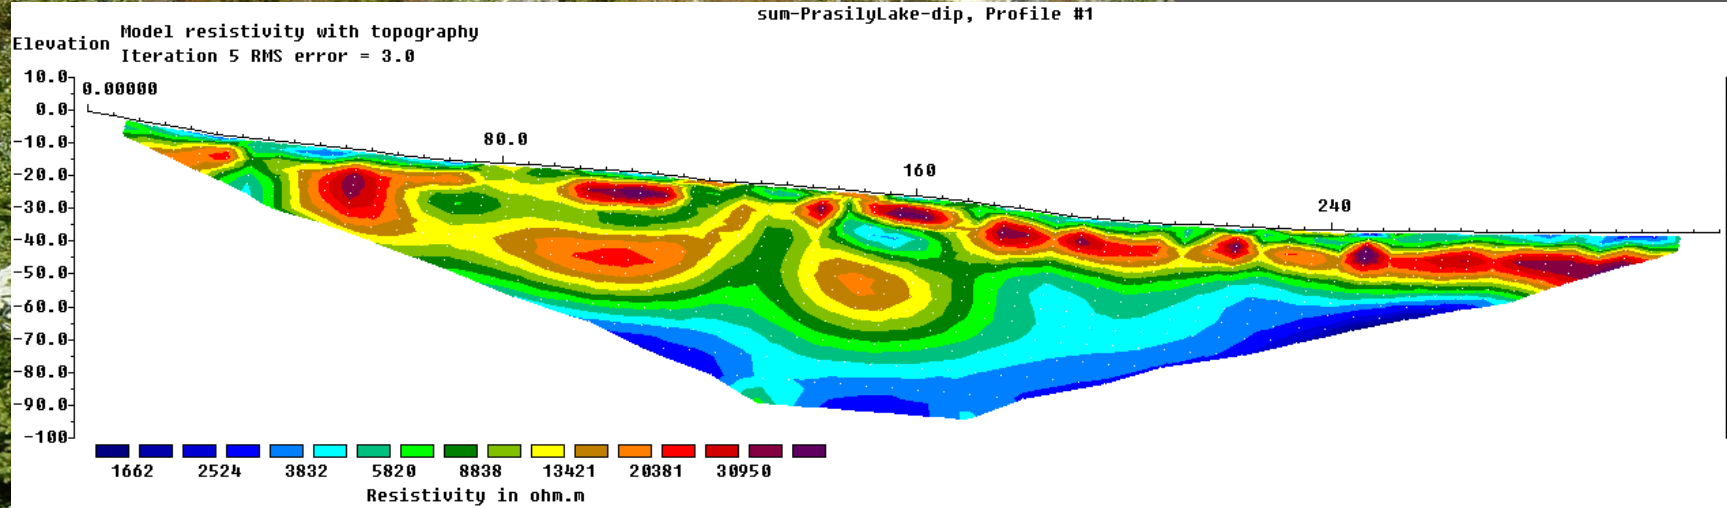 sum-PrasilyLake-dip, Profile #1
Model resistivity with topography
Elevation
Iteration 5 RMS error = 3.0
10.0
0.00000
0.0
-10.0
80.0
-20.0
160
-30.0
240
-40.0
-50.0
-60.0
-70.0
-80.0
-90.0
-100
1662 2524 3832 5820 8838 13421 20381 30950
Resistivity in ohm.m